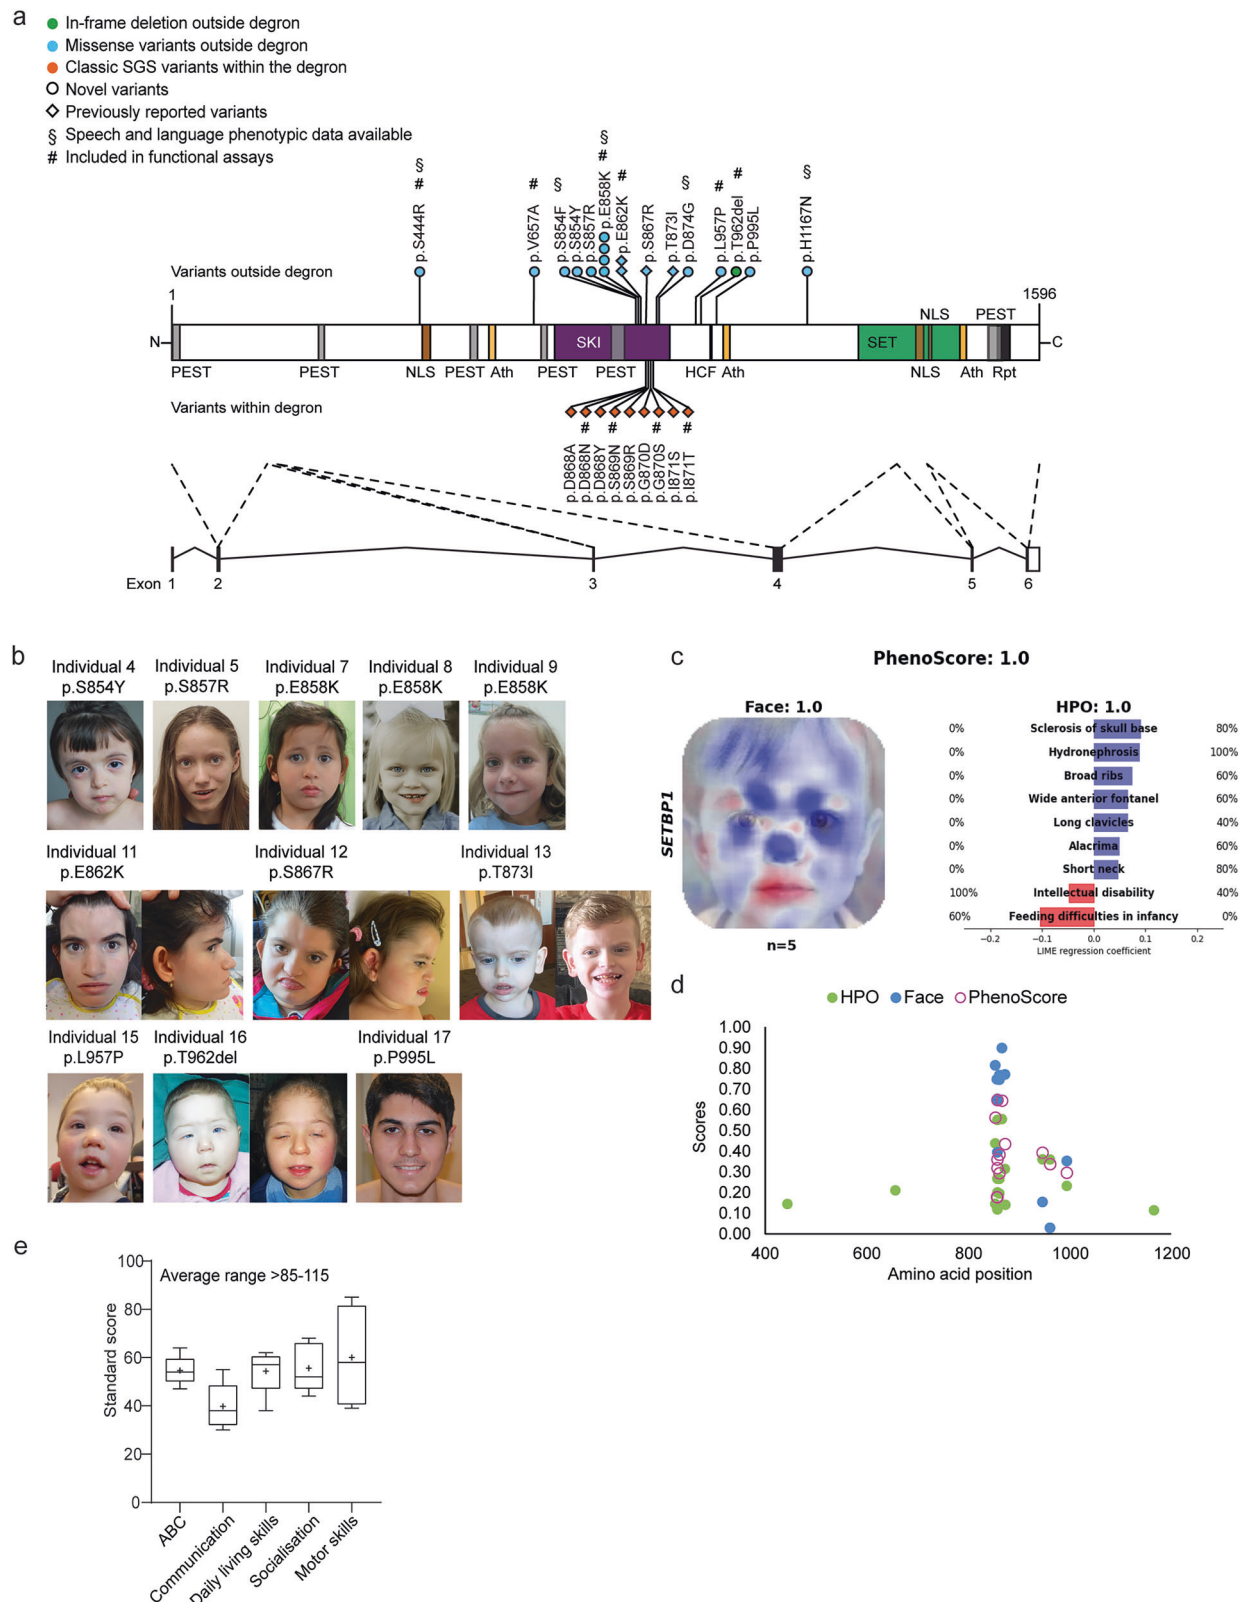 a
In-frame deletion outside degron
Missense variants outside degron
Classic SGS variants within the degron
Novel variants
Previously reported variants
§ Speech and language phenotypic data available
# Included in functional assays
§ # p.S444R
# p.V657A
§ p.S854F
p.S854Y
p.S857R
§ # p.E858K
# p.E862K
p.S867R
p.T873I
§ p.D874G
# p.L957P
# p.T962del
p.P995L
§ p.H1167N
Variants outside degron
1
1596
NLS PEST
N
SKI
SET
C
PEST PEST NLS PEST Ath PEST PEST HCF Ath NLS Ath Rpt
Variants within degron
# # # #
p.D868A
p.D868N
p.D868Y
p.S869N
p.S869R
p.G870D
p.G870S
p.I871S
p.I871T
Exon 1 2 3 4 5 6
b
Individual 4
p.S854Y
Individual 5
p.S857R
Individual 7
p.E858K
Individual 8
p.E858K
Individual 9
p.E858K
Individual 11
p.E862K
Individual 12
p.S867R
Individual 13
p.T873I
Individual 15
p.L957P
Individual 16
p.T962del
Individual 17
p.P995L
c
PhenoScore: 1.0
Face: 1.0
SETBP1
n=5
HPO: 1.0
0% Sclerosis of skull base 80%
0% Hydronephrosis 100%
0% Broad ribs 60%
0% Wide anterior fontanel 60%
0% Long clavicles 40%
0% Alacrima 60%
0% Short neck 80%
100% Intellectual disability 40%
60% Feeding difficulties in infancy 0%
−0.2 −0.1 0.0 0.1 0.2
LIME regression coefficient
d
HPO Face PhenoScore
Scores
1.00
0.90
0.80
0.70
0.60
0.50
0.40
0.30
0.20
0.10
0.00
400 600 800 1000 1200
Amino acid position
e
Average range >85-115
Standard score
100
80
60
40
20
0
ABC
Communication
Daily living skills
Socialisation
Motor skills